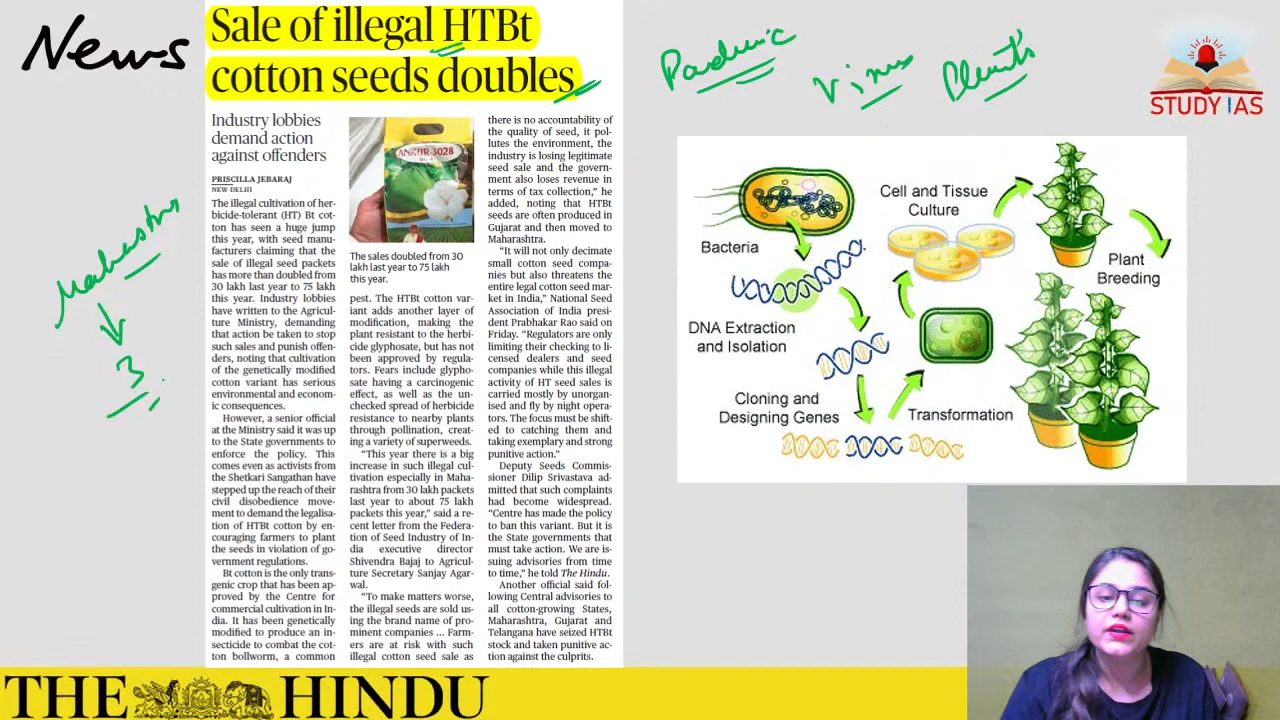 News
Sale of illegal HTBt
cotton seeds doubles
Industry lobbies
demand action
against offenders
PRISCILLA JEBARAJ
NEW DELHI
The illegal cultivation of her-
bicide-tolerant (HT) Bt cot-
ton has seen a huge jump
this year, with seed manu-
facturers claiming that the
sale of illegal seed packets
has more than doubled from
30 lakh last year to 75 lakh
this year. Industry lobbies
have written to the Agricul-
ture Ministry, demanding
that action be taken to stop
such sales and punish offen-
ders, noting that cultivation
of the genetically modified
cotton variant has serious
environmental and econom-
ic consequences.
However, a senior official
at the Ministry said it was up
to the State governments to
enforce the policy. This
comes even as activists from
the Shetkari Sangathan have
stepped up the reach of their
civil disobedience move-
ment to demand the legalisa-
tion of HTBt cotton by en-
couraging farmers to plant
the seeds in violation of go-
vernment regulations.
Bt cotton is the only trans-
genic crop that has been ap-
proved by the Centre for
commercial cultivation in In-
dia. It has been genetically
modified to produce an in-
secticide to combat the cot-
ton bollworm, a common
ANKUR-3028
The sales doubled from 30
lakh last year to 75 lakh
this year.
pest. The HTBt cotton var-
iant adds another layer of
modification, making the
plant resistant to the herbi-
cide glyphosate, but has not
been approved by regula-
tors. Fears include glypho-
sate having a carcinogenic
effect, as well as the un-
checked spread of herbicide
resistance to nearby plants
through pollination, creat-
ing a variety of superweeds.
“This year there is a big
increase in such illegal cul-
tivation especially in Maha-
rashtra from 30 lakh packets
last year to about 75 lakh
packets this year,” said a re-
cent letter from the Federa-
tion of Seed Industry of In-
dia executive director
Shivendra Bajaj to Agricul-
ture Secretary Sanjay Agar-
wal.
“To make matters worse,
the illegal seeds are sold us-
ing the brand name of pro-
minent companies ... Farm-
ers are at risk with such
illegal cotton seed sale as
there is no accountability of
the quality of seed, it pol-
lutes the environment, the
industry is losing legitimate
seed sale and the govern-
ment also loses revenue in
terms of tax collection,” he
added, noting that HTBt
seeds are often produced in
Gujarat and then moved to
Maharashtra.
“It will not only decimate
small cotton seed compa-
nies but also threatens the
entire legal cotton seed mar-
ket in India,” National Seed
Association of India presi-
dent Prabhakar Rao said on
Friday. “Regulators are only
limiting their checking to li-
censed dealers and seed
companies while this illegal
activity of HT seed sales is
carried mostly by unorgan-
ised and fly by night opera-
tors. The focus must be shift-
ed to catching them and
taking exemplary and strong
punitive action.”
Deputy Seeds Commis-
sioner Dilip Srivastava ad-
mitted that such complaints
had become widespread.
“Centre has made the policy
to ban this variant. But it is
the State governments that
must take action. We are is-
suing advisories from time
to time,” he told The Hindu.
Another official said fol-
lowing Central advisories to
all cotton-growing States,
Maharashtra, Gujarat and
Telangana have seized HTBt
stock and taken punitive ac-
tion against the culprits.
3
Virus
STUDY IAS
Bacteria
DNA Extraction
and Isolation
Cloning and
Designing Genes
Transformation
Cell and Tissue
Culture
Plant
Breeding
THE HINDU